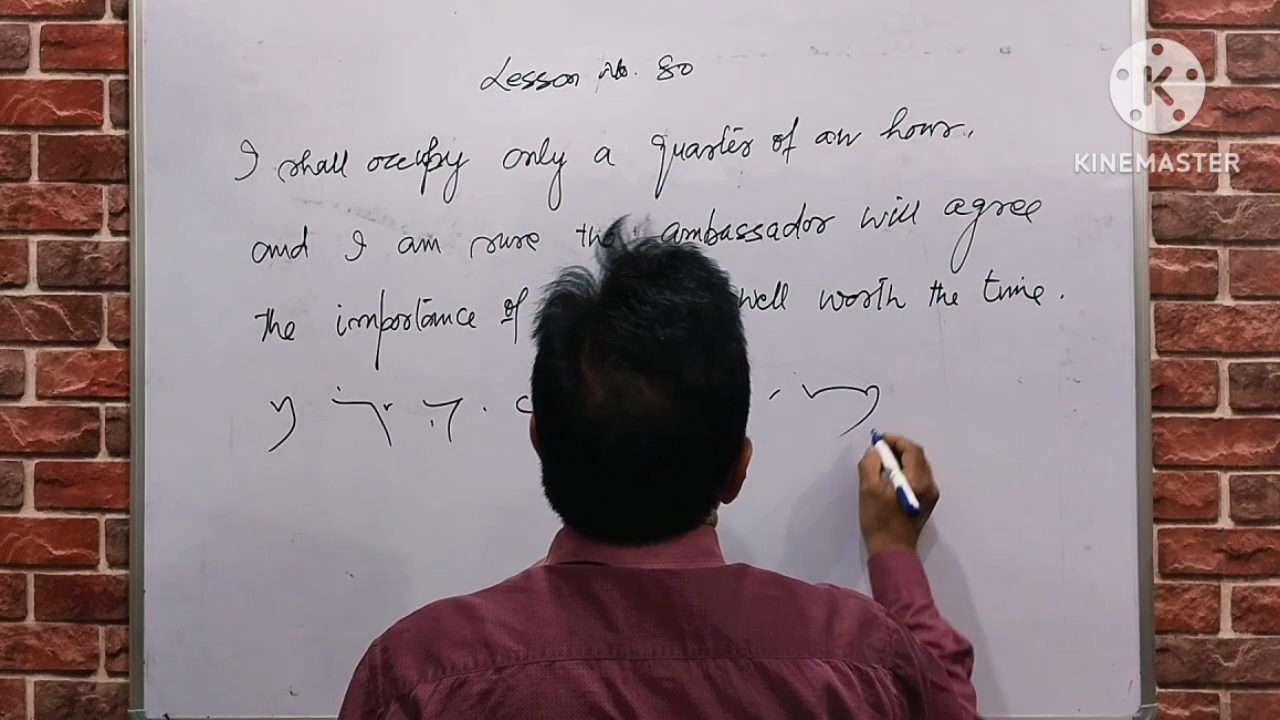 Lesson No. 80
I shall occupy only a quarter of an hour,
and I am sure the ambassador will agree
the importance of well worth the time.
KINEMASTER